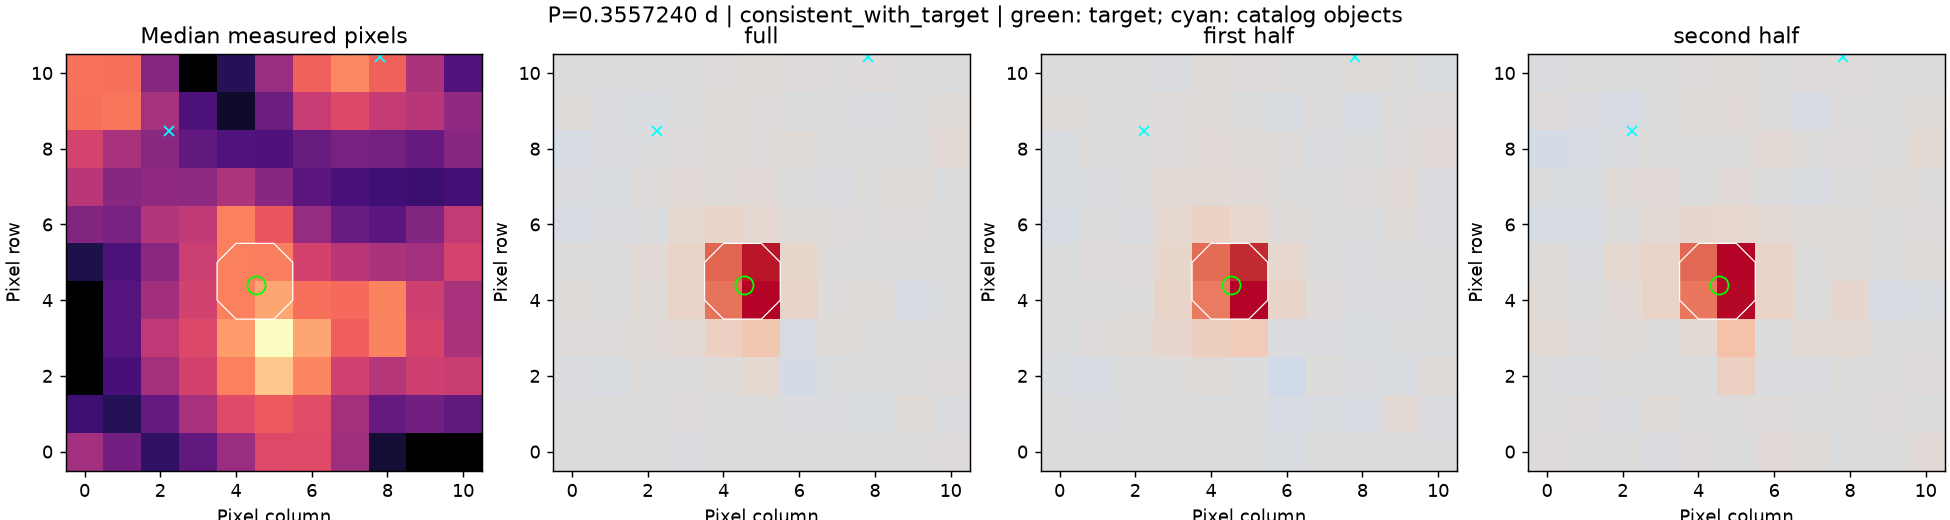 P=0.3557240 d | consistent_with_target | green: target; cyan: catalog objects
Median measured pixels
full
first half
second half
Pixel row
10
8
6
4
2
0
0 2 4 6 8 10
Pixel column
Pixel row
10
8
6
4
2
0
0 2 4 6 8 10
Pixel column
Pixel row
10
8
6
4
2
0
0 2 4 6 8 10
Pixel column
Pixel row
10
8
6
4
2
0
0 2 4 6 8 10
Pixel column